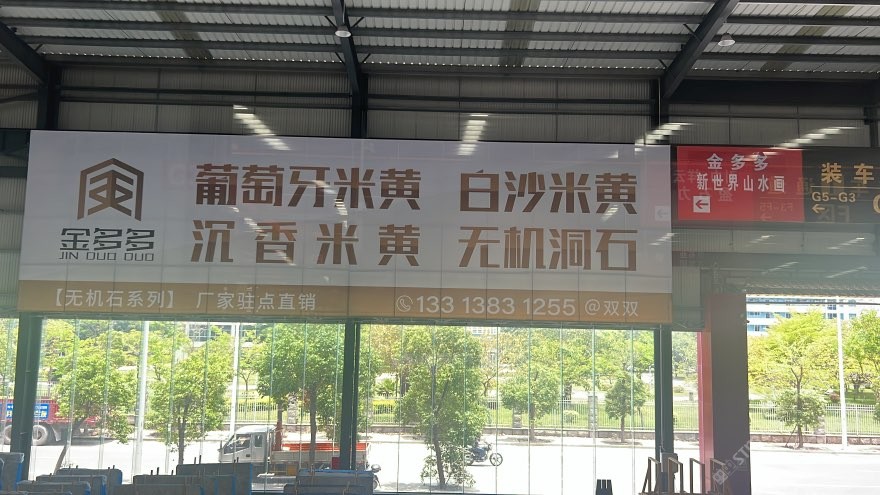 葡萄牙米黄 白沙米黄
沉香米黄 无机洞石
金多多
JIN DUO DUO
【无机石系列】 厂家驻点直销
133 1383 1255 @双双
金多多
新世界山水画
装车
G5-G3